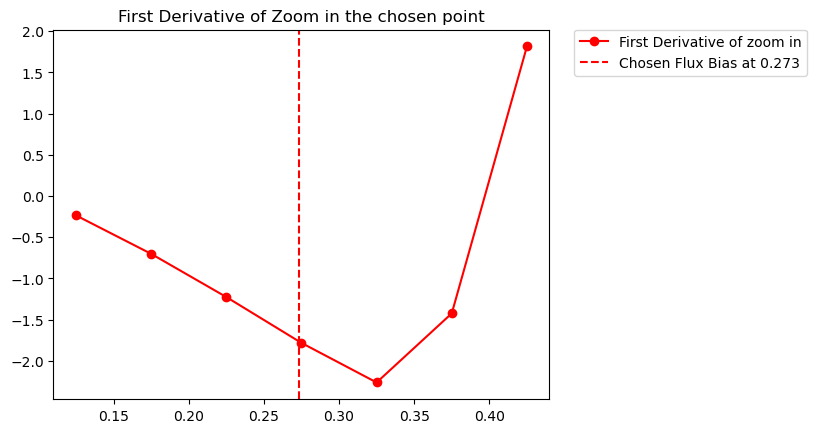 First Derivative of Zoom in the chosen point
First Derivative of zoom in
Chosen Flux Bias at 0.273
2.0
1.5
1.0
0.5
0.0
−0.5
−1.0
−1.5
−2.0
0.15 0.20 0.25 0.30 0.35 0.40